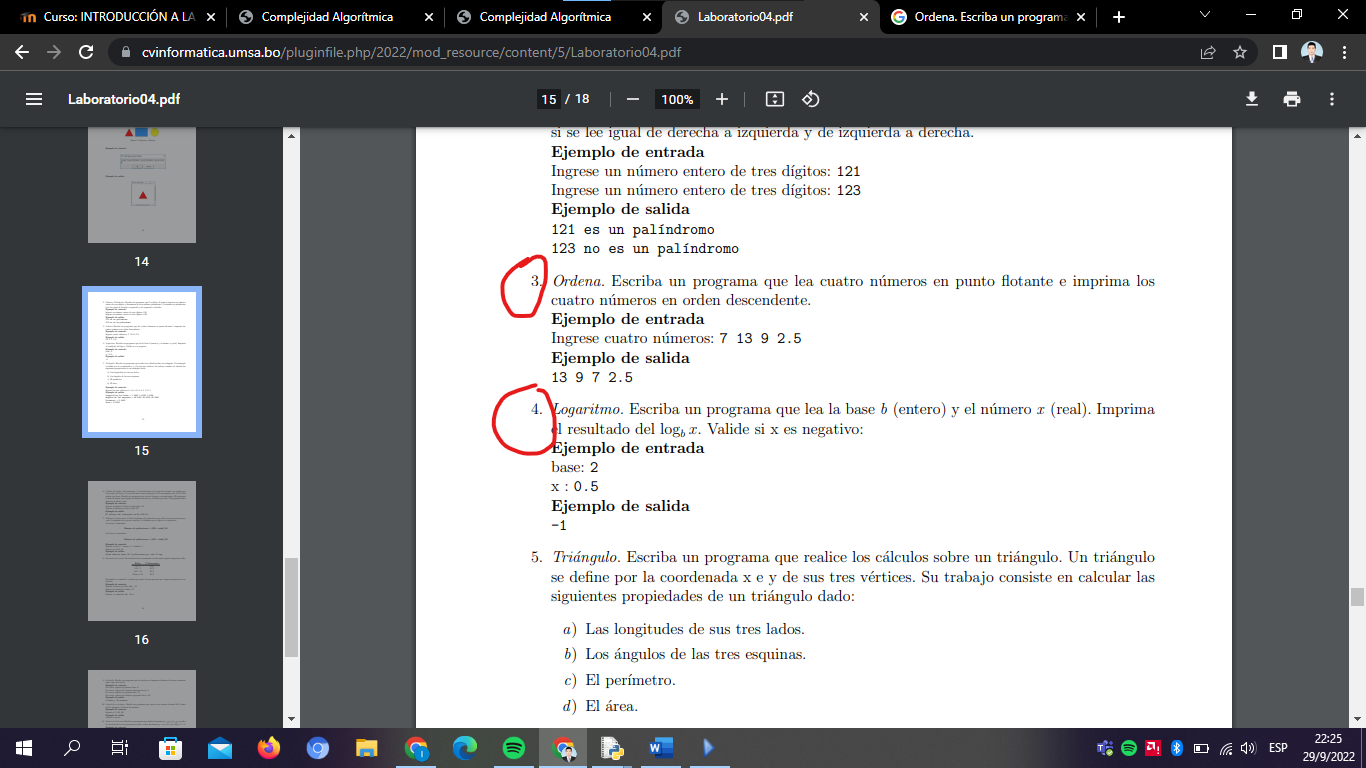 Curso: INTRODUCCIÓN A LA
Complejidad Algorítmica
Complejidad Algorítmica
Laboratorio04.pdf
Ordena. Escriba un programa
cvinformatica.umsa.bo/pluginfile.php/2022/mod_resource/content/5/Laboratorio04.pdf
Laboratorio04.pdf
15 / 18
100%
14
15
16
si se lee igual de derecha a izquierda y de izquierda a derecha.
Ejemplo de entrada
Ingrese un número entero de tres dígitos: 121
Ingrese un número entero de tres dígitos: 123
Ejemplo de salida
121 es un palíndromo
123 no es un palíndromo
3. Ordena. Escriba un programa que lea cuatro números en punto flotante e imprima los
cuatro números en orden descendente.
Ejemplo de entrada
Ingrese cuatro números: 7 13 9 2.5
Ejemplo de salida
13 9 7 2.5
4. Logaritmo. Escriba un programa que lea la base b (entero) y el número x (real). Imprima
el resultado del log_b x. Valide si x es negativo:
Ejemplo de entrada
base: 2
x : 0.5
Ejemplo de salida
-1
5. Triángulo. Escriba un programa que realice los cálculos sobre un triángulo. Un triángulo
se define por la coordenada x e y de sus tres vértices. Su trabajo consiste en calcular las
siguientes propiedades de un triángulo dado:
a) Las longitudes de sus tres lados.
b) Los ángulos de las tres esquinas.
c) El perímetro.
d) El área.
ESP
22:25
29/9/2022